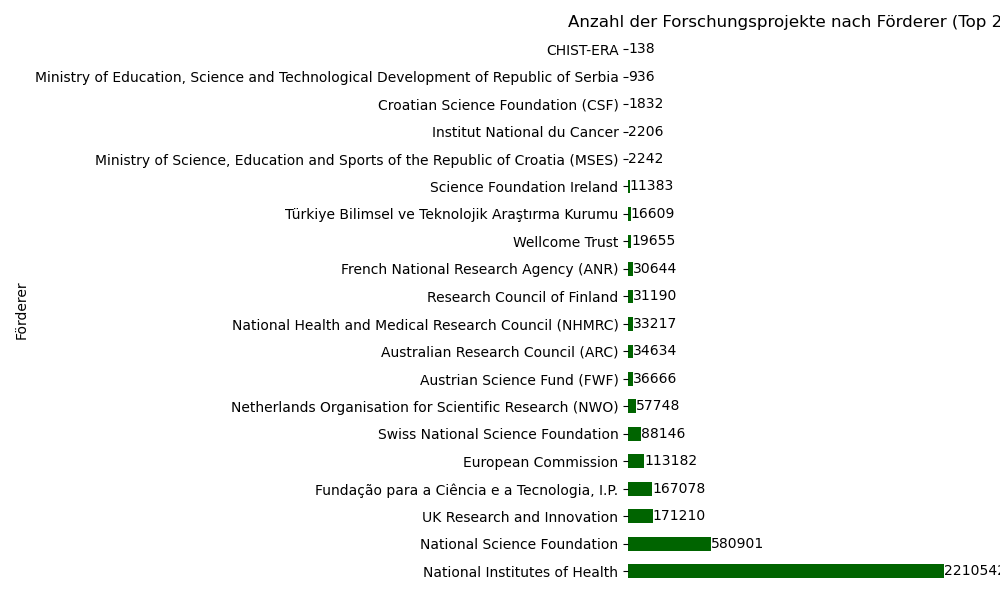 Anzahl der Forschungsprojekte nach Förderer (Top 2
CHIST-ERA 138
Ministry of Education, Science and Technological Development of Republic of Serbia 936
Croatian Science Foundation (CSF) 1832
Institut National du Cancer 2206
Ministry of Science, Education and Sports of the Republic of Croatia (MSES) 2242
Science Foundation Ireland 11383
Türkiye Bilimsel ve Teknolojik Araştırma Kurumu 16609
Wellcome Trust 19655
French National Research Agency (ANR) 30644
Research Council of Finland 31190
National Health and Medical Research Council (NHMRC) 33217
Australian Research Council (ARC) 34634
Austrian Science Fund (FWF) 36666
Netherlands Organisation for Scientific Research (NWO) 57748
Swiss National Science Foundation 88146
European Commission 113182
Fundação para a Ciência e a Tecnologia, I.P. 167078
UK Research and Innovation 171210
National Science Foundation 580901
National Institutes of Health 2210542
Förderer